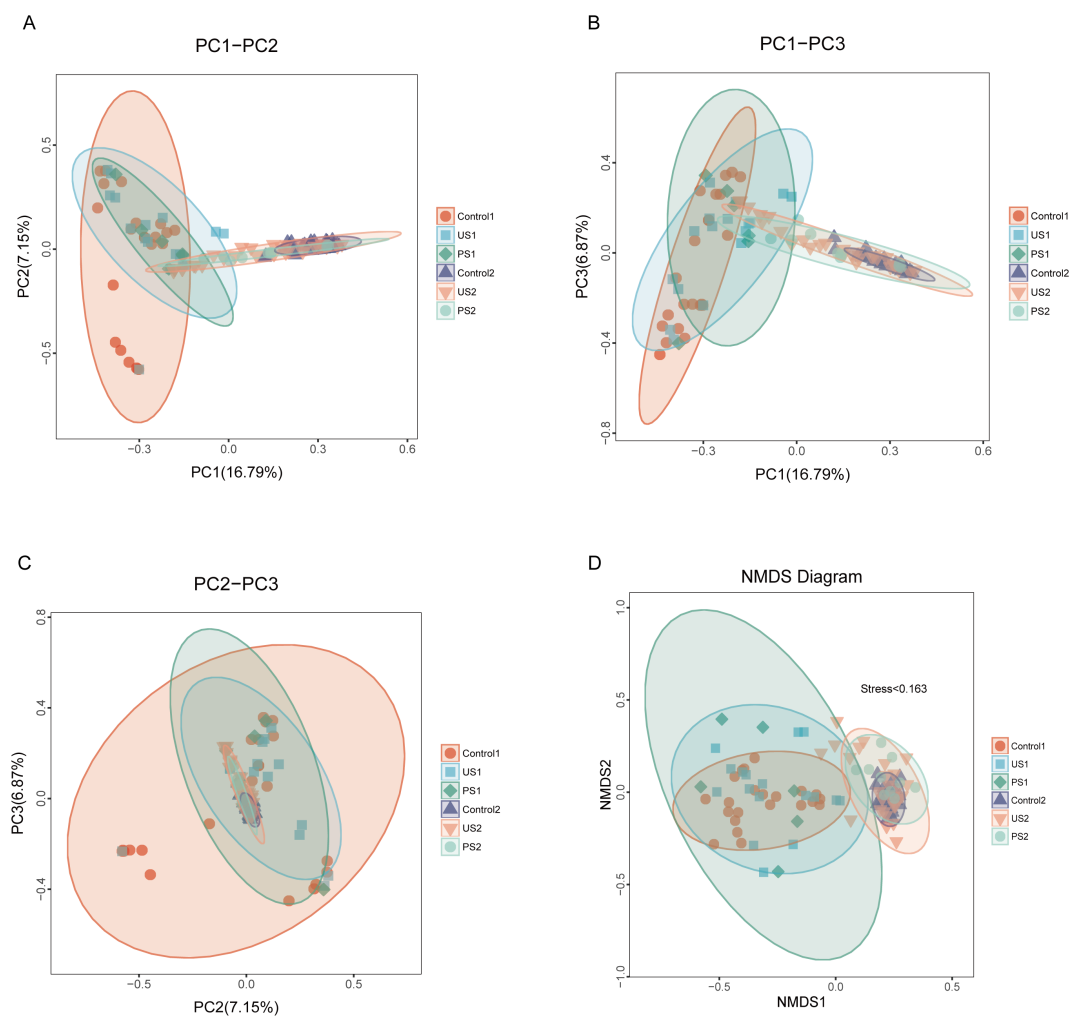 A
PC1−PC2
PC2(7.15%)
0.5
0.0
−0.5
−0.3
0.0
0.3
0.6
PC1(16.79%)
Control1
US1
PS1
Control2
US2
PS2
B
PC1−PC3
PC3(6.87%)
0.4
0.0
−0.4
−0.8
−0.3
0.0
0.3
0.6
PC1(16.79%)
Control1
US1
PS1
Control2
US2
PS2
C
PC2−PC3
PC3(6.87%)
0.8
0.4
0.0
−0.4
−0.5
0.0
0.5
PC2(7.15%)
Control1
US1
PS1
Control2
US2
PS2
D
NMDS Diagram
Stress<0.163
NMDS2
1.0
0.5
0.0
−0.5
−1.0
−0.5
0.0
0.5
NMDS1
Control1
US1
PS1
Control2
US2
PS2